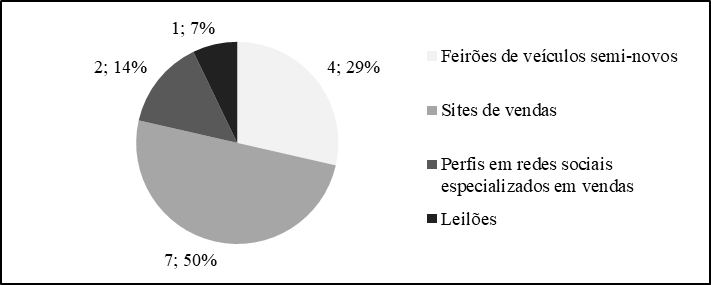 1; 7%
2; 14%
4; 29%
7; 50%
Feirões de veículos semi-novos
Sites de vendas
Perfis em redes sociais
especializados em vendas
Leilões